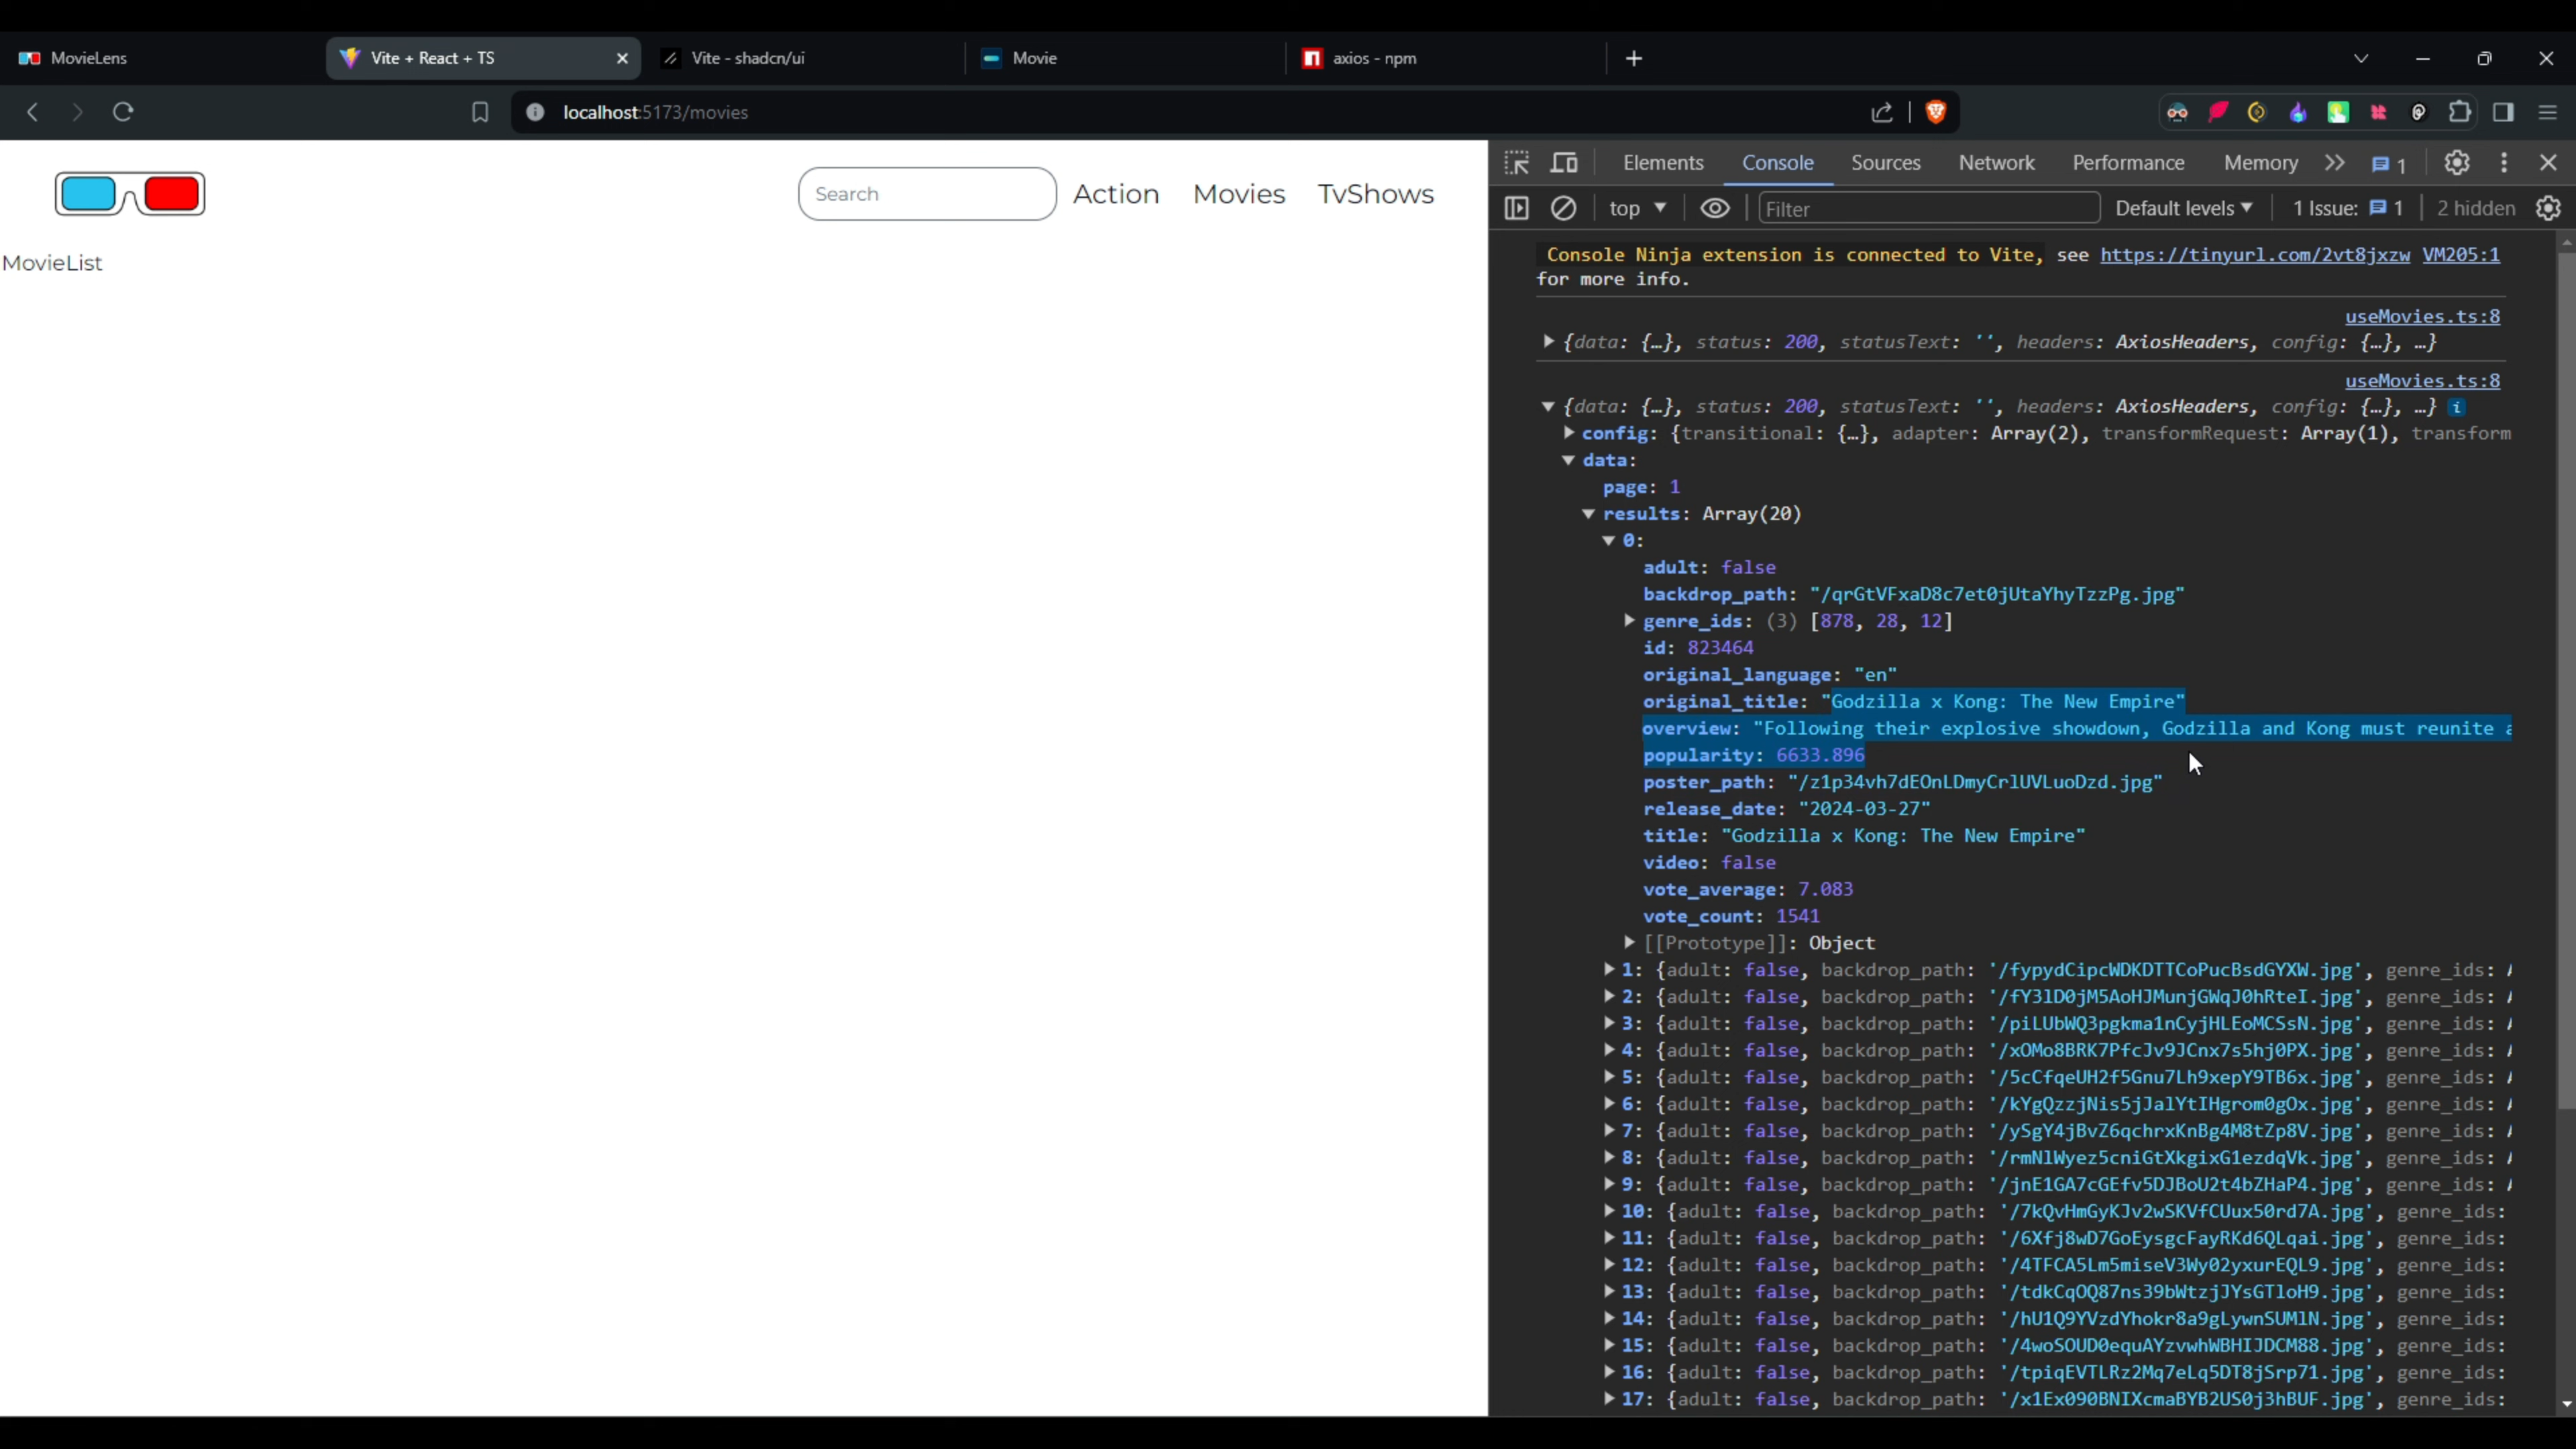 MovieLens
Vite + React + TS
Vite - shadcn/ui
Movie
axios - npm
localhost:5173/movies
Search
Action
Movies
TvShows
MovieList
Elements
Console
Sources
Network
Performance
Memory
1
top
Filter
Default levels
1 Issue:
1
2 hidden
Console Ninja extension is connected to Vite, see https://tinyurl.com/2vt8jxzw VM205:1
for more info.
useMovies.ts:8
{data: {…}, status: 200, statusText: '', headers: AxiosHeaders, config: {…}, …}
useMovies.ts:8
{data: {…}, status: 200, statusText: '', headers: AxiosHeaders, config: {…}, …} i
config: {transitional: {…}, adapter: Array(2), transformRequest: Array(1), transform
data:
page: 1
results: Array(20)
0:
adult: false
backdrop_path: "/qrGtVFxaD8c7et0jUtaYhyTzzPg.jpg"
genre_ids: (3) [878, 28, 12]
id: 823464
original_language: "en"
original_title: "Godzilla x Kong: The New Empire"
overview: "Following their explosive showdown, Godzilla and Kong must reunite a
popularity: 6633.896
poster_path: "/z1p34vh7dEOnLDmyCrlUVLuoDzd.jpg"
release_date: "2024-03-27"
title: "Godzilla x Kong: The New Empire"
video: false
vote_average: 7.083
vote_count: 1541
[[Prototype]]: Object
1: {adult: false, backdrop_path: '/fypydCipcWDKDTTCoPucBsdGYXW.jpg', genre_ids: A
2: {adult: false, backdrop_path: '/fY3lD0jM5AoHJMunjGWqJ0hRteI.jpg', genre_ids: A
3: {adult: false, backdrop_path: '/piLUbWQ3pgkma1nCyjHLEoMCSsN.jpg', genre_ids: A
4: {adult: false, backdrop_path: '/xOMo8BRK7PfcJv9JCnx7s5hj0PX.jpg', genre_ids: A
5: {adult: false, backdrop_path: '/5cCfqeUH2f5Gnu7Lh9xepY9TB6x.jpg', genre_ids: A
6: {adult: false, backdrop_path: '/kYgQzzjNis5jJalYtIHgrom0gOx.jpg', genre_ids: A
7: {adult: false, backdrop_path: '/ySgY4jBvZ6qchrxKnBg4M8tZp8V.jpg', genre_ids: A
8: {adult: false, backdrop_path: '/rmNlWyez5cniGtXkgixG1ezdqVk.jpg', genre_ids: A
9: {adult: false, backdrop_path: '/jnE1GA7cGEfv5DJBoU2t4bZHaP4.jpg', genre_ids: A
10: {adult: false, backdrop_path: '/7kQvHmGyKJv2wSKVfCUux50rd7A.jpg', genre_ids:
11: {adult: false, backdrop_path: '/6Xfj8wD7GoEysgcFayRKd6QLqai.jpg', genre_ids:
12: {adult: false, backdrop_path: '/4TFCA5Lm5miseV3Wy02yxurEQL9.jpg', genre_ids:
13: {adult: false, backdrop_path: '/tdkCqOQ87ns39bWtzjJYsGTloH9.jpg', genre_ids:
14: {adult: false, backdrop_path: '/hU1Q9YVzdYhokr8a9gLywnSUMlN.jpg', genre_ids:
15: {adult: false, backdrop_path: '/4woSOUD0equAYzvwhWBHIJDCM88.jpg', genre_ids:
16: {adult: false, backdrop_path: '/tpiqEVTLRz2Mq7eLq5DT8jSrp71.jpg', genre_ids:
17: {adult: false, backdrop_path: '/x1Ex090BNIXcmaBYB2US0j3hBUF.jpg', genre_ids: